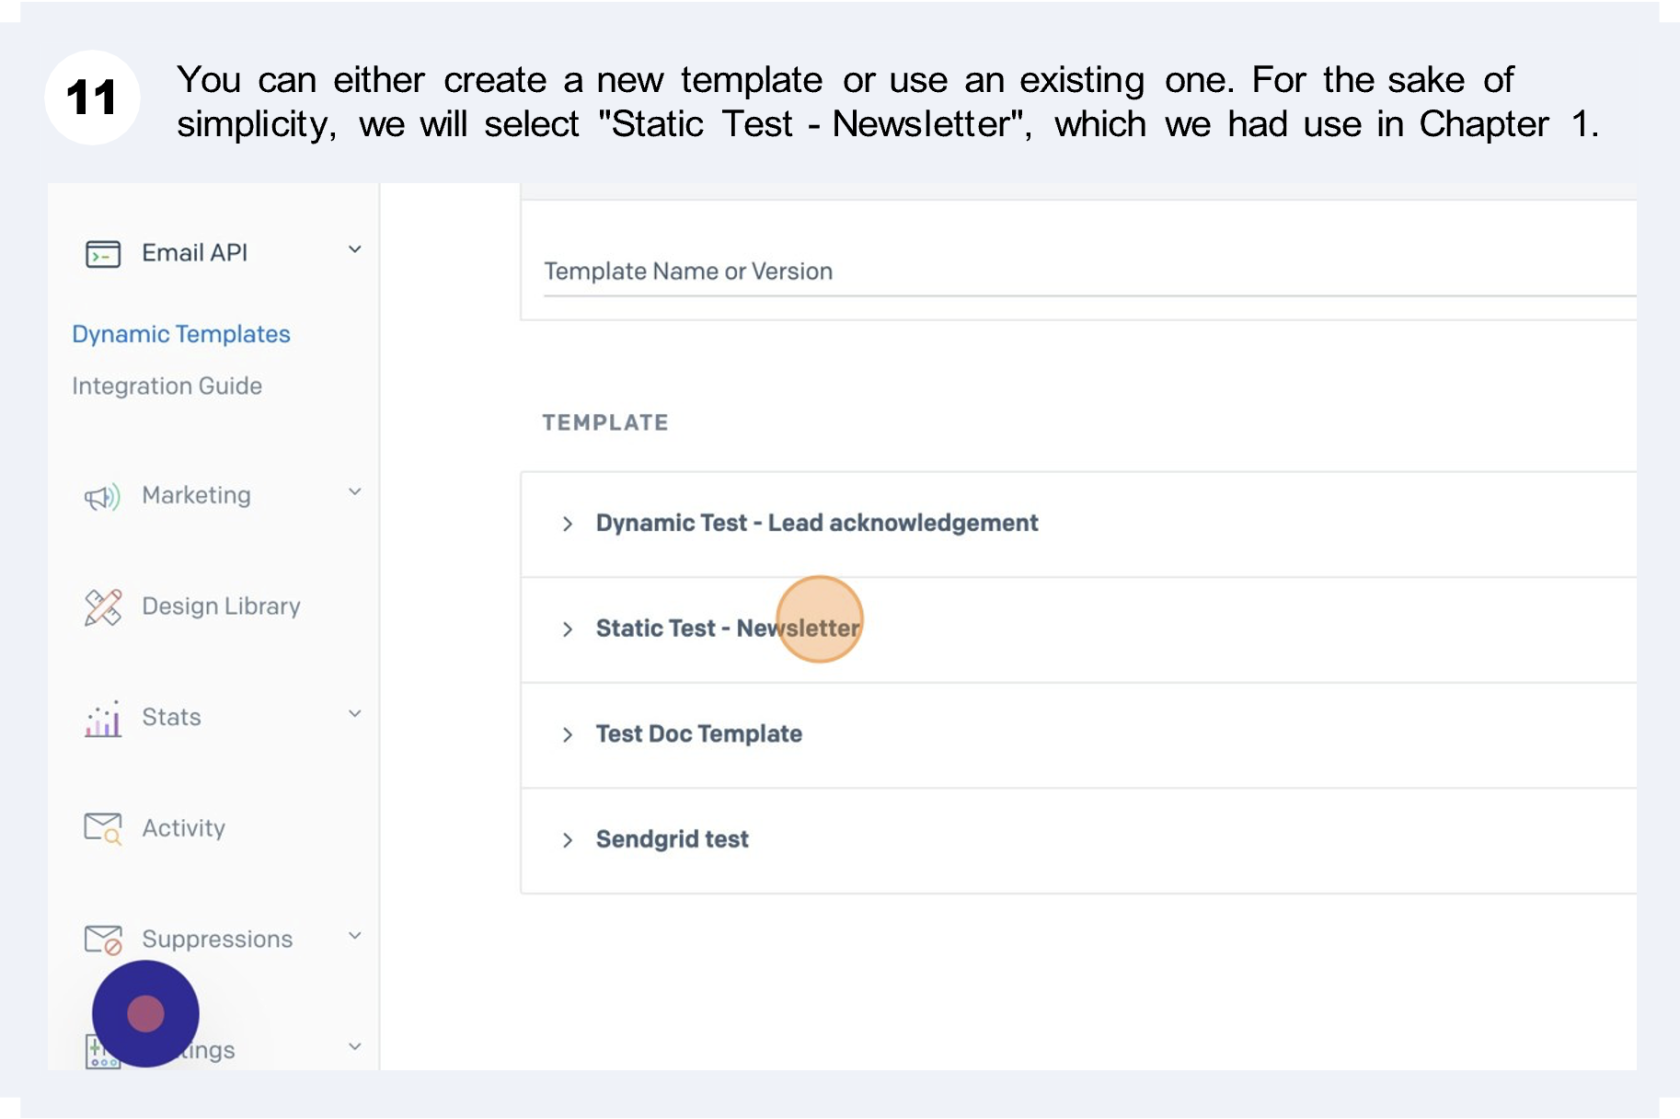 11
You can either create a new template or use an existing one. For the sake of
simplicity, we will select "Static Test - Newsletter", which we had use in Chapter 1.
Email API
Template Name or Version
Dynamic Templates
Integration Guide
TEMPLATE
Marketing
Dynamic Test - Lead acknowledgement
Design Library
Static Test - Newsletter
Stats
Test Doc Template
Activity
Sendgrid test
Suppressions